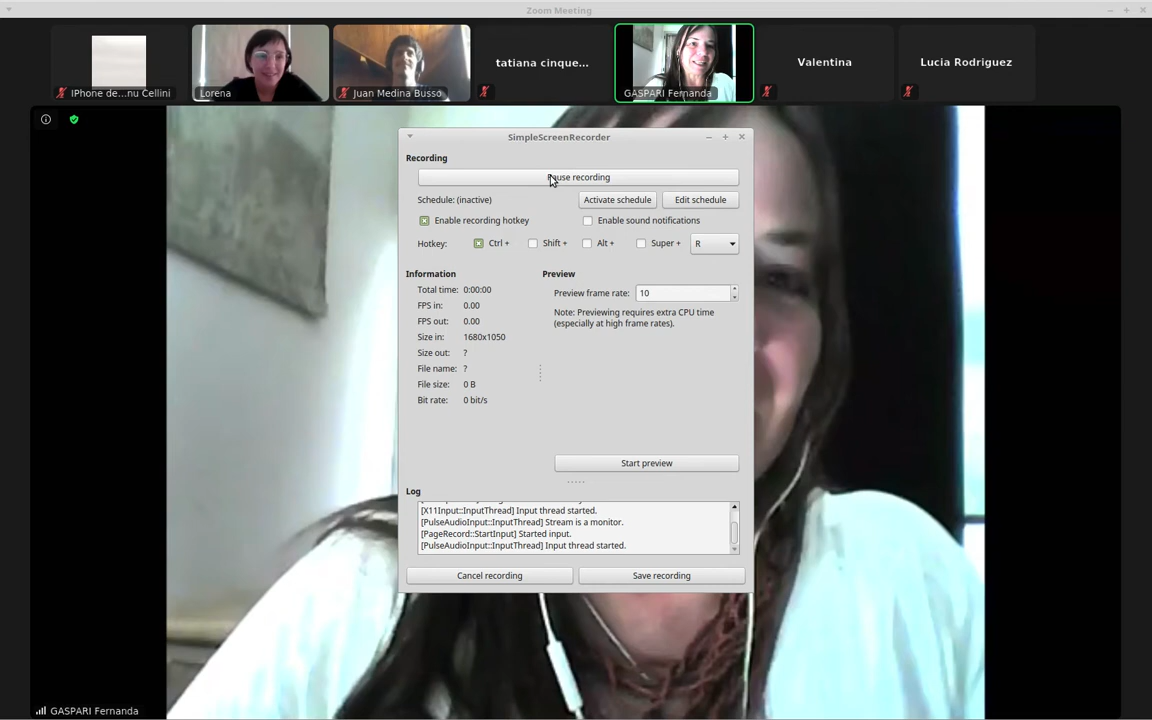 Zoom Meeting
IPhone de...nu Cellini
Lorena
Juan Medina Busso
tatiana cinque...
GASPARI Fernanda
Valentina
Lucia Rodriguez
SimpleScreenRecorder
Recording
Pause recording
Schedule: (inactive)
Activate schedule
Edit schedule
Enable recording hotkey
Enable sound notifications
Hotkey:
Ctrl +
Shift +
Alt +
Super +
R
Information
Total time: 0:00:00
FPS in: 0.00
FPS out: 0.00
Size in: 1680x1050
Size out: ?
File name: ?
File size: 0 B
Bit rate: 0 bit/s
Preview
Preview frame rate: 10
Note: Previewing requires extra CPU time
(especially at high frame rates).
Start preview
Log
[X11Input::InputThread] Input thread started.
[PulseAudioInput::InputThread] Stream is a monitor.
[PageRecord::StartInput] Started input.
[PulseAudioInput::InputThread] Input thread started.
Cancel recording
Save recording
GASPARI Fernanda